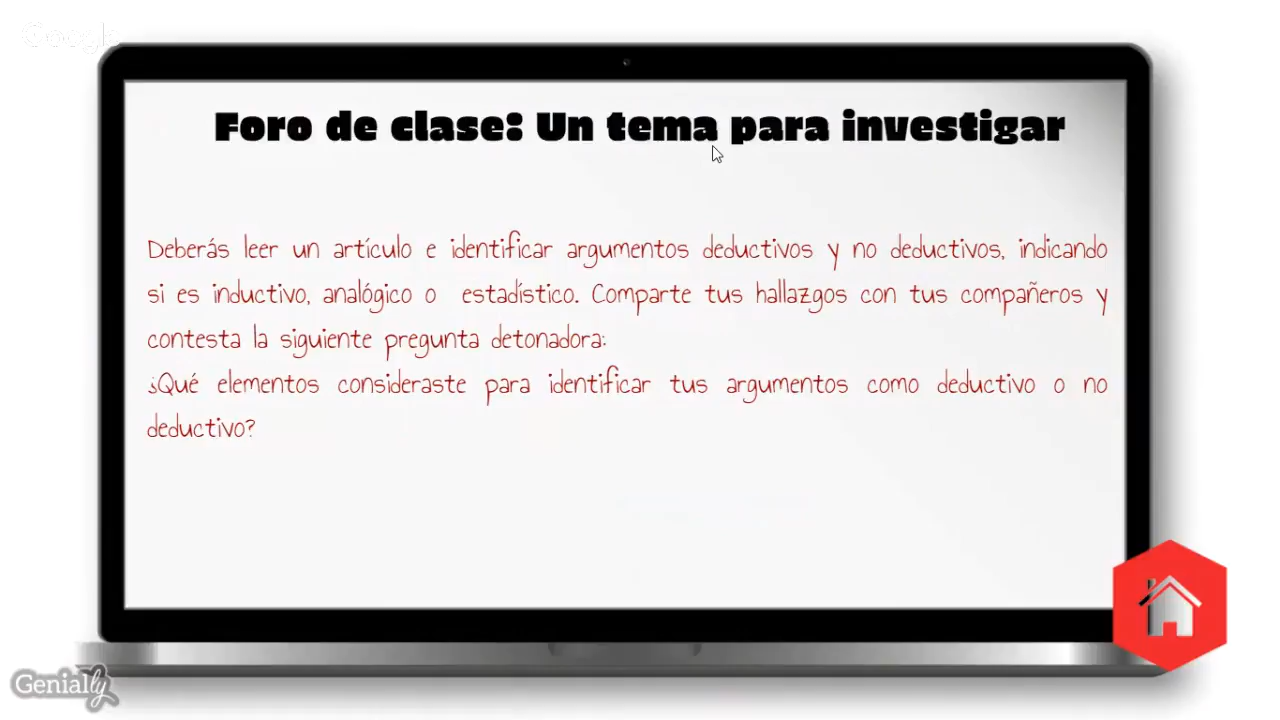 Google
Foro de clase: Un tema para investigar
Deberás leer un artículo e identificar argumentos deductivos y no deductivos, indicando
si es inductivo, analógico o estadístico. Comparte tus hallazgos con tus compañeros y
contesta la siguiente pregunta detonadora:
¿Qué elementos consideraste para identificar tus argumentos como deductivo o no
deductivo?
Genially